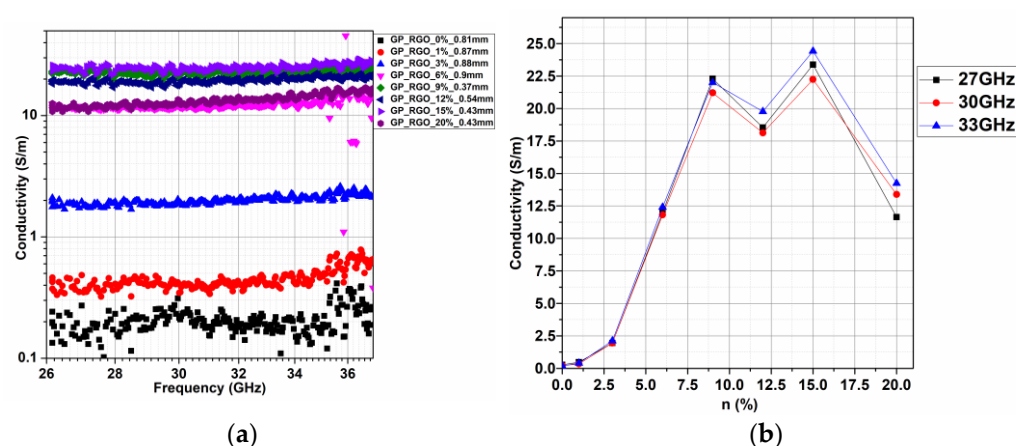 GP_RGO_0%_0.81mm
GP_RGO_1%_0.87mm
GP_RGO_3%_0.88mm
GP_RGO_6%_0.9mm
GP_RGO_9%_0.37mm
GP_RGO_12%_0.54mm
GP_RGO_15%_0.43mm
GP_RGO_20%_0.43mm
Conductivity (S/m)
10
1
0.1
26 28 30 32 34 36
Frequency (GHz)
(a)
27GHz
30GHz
33GHz
Conductivity (S/m)
25.0
22.5
20.0
17.5
15.0
12.5
10.0
7.5
5.0
2.5
0.0
0.0 2.5 5.0 7.5 10.0 12.5 15.0 17.5 20.0
n (%)
(b)